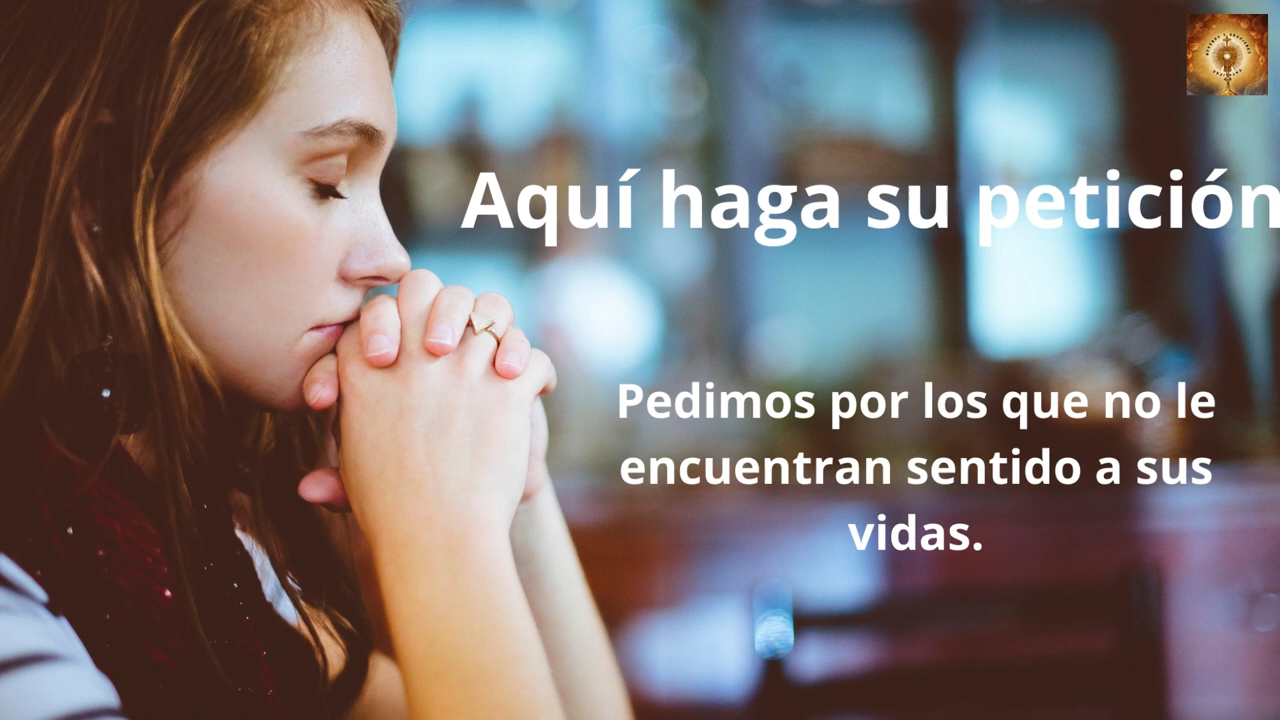 Aquí haga su petición
Pedimos por los que no le
encuentran sentido a sus
vidas.